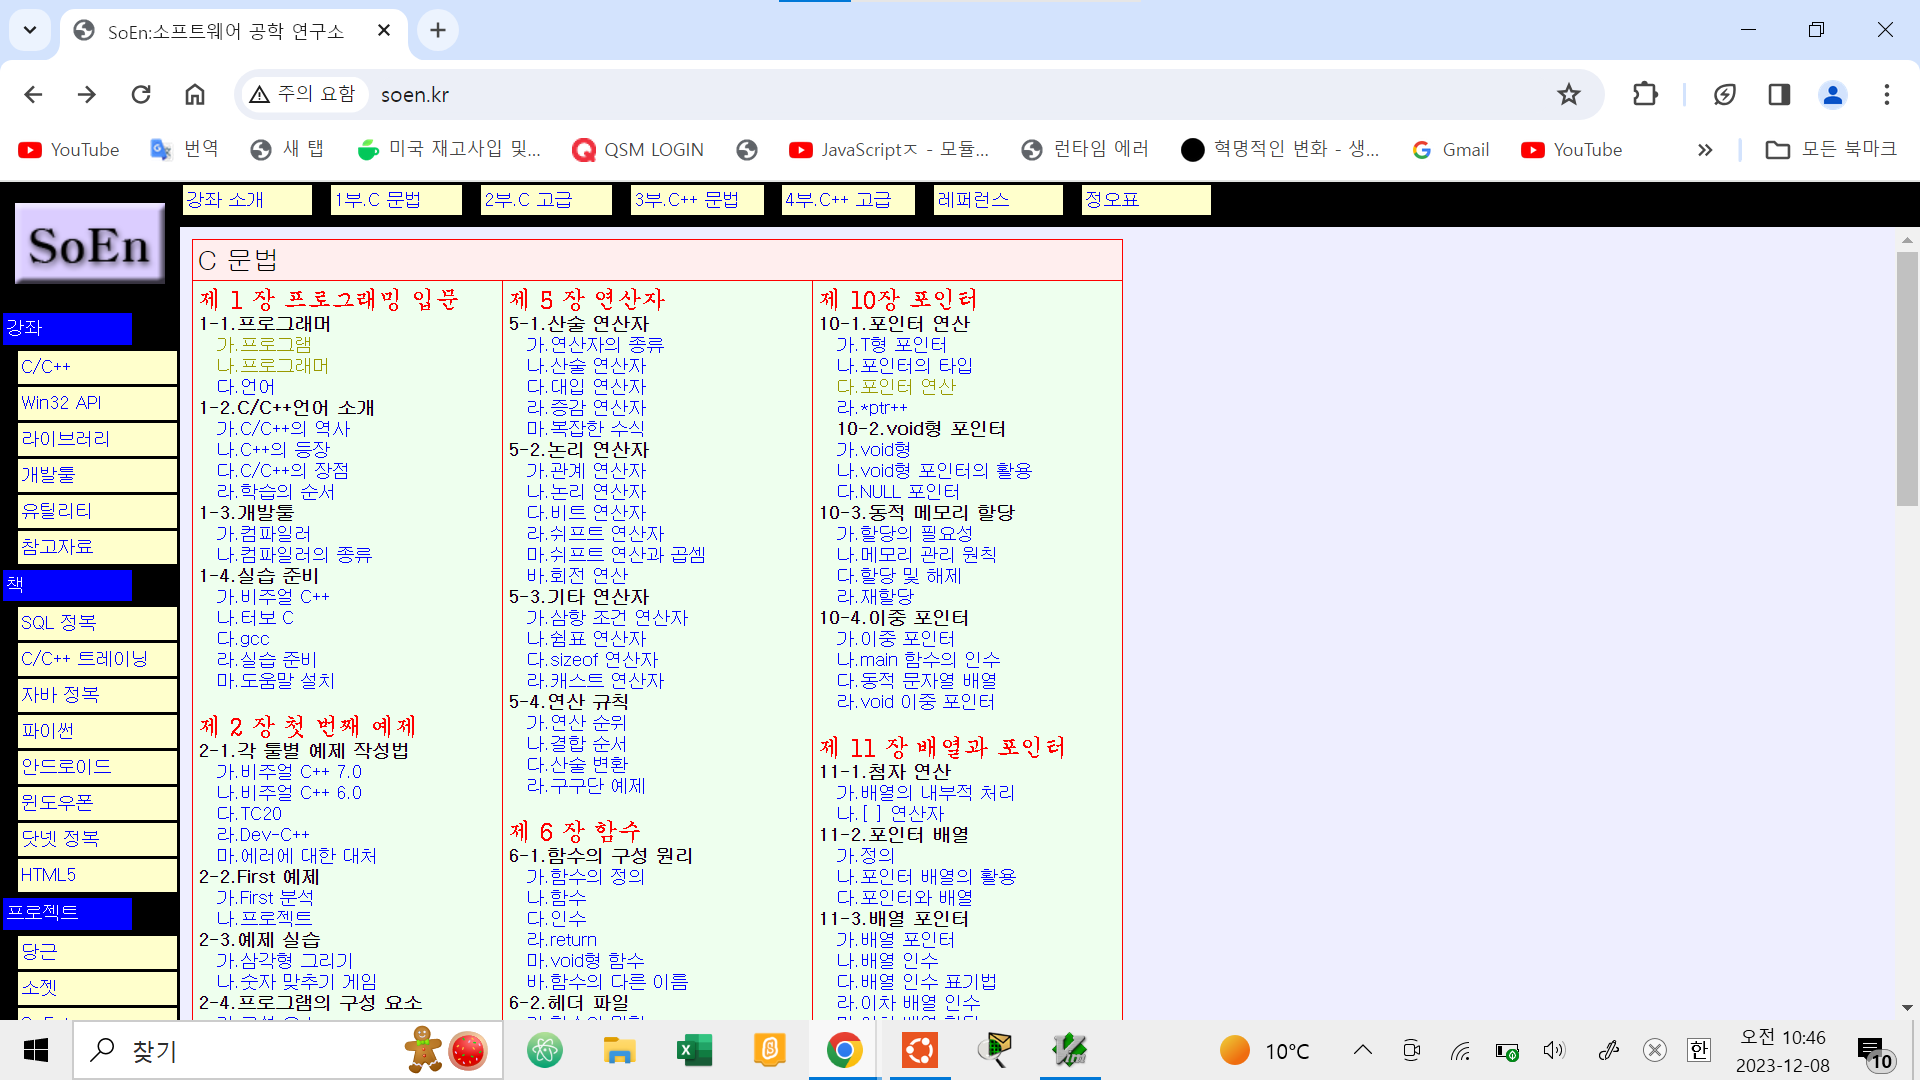 SoEn:소프트웨어 공학 연구소
주의 요함 soen.kr
YouTube 번역 새 탭 미국 재고사입 및... QSM LOGIN JavaScriptㅈ - 모듈... 런타임 에러 혁명적인 변화 - 생... Gmail YouTube » 모든 북마크
강좌 소개 1부.C 문법 2부.C 고급 3부.C++ 문법 4부.C++ 고급 레퍼런스 정오표
SoEn
강좌
C/C++
Win32 API
라이브러리
개발툴
유틸리티
참고자료
책
SQL 정복
C/C++ 트레이닝
자바 정복
파이썬
안드로이드
윈도우폰
닷넷 정복
HTML5
프로젝트
당근
소젯
C 문법
제 1 장 프로그래밍 입문
1-1.프로그래머
가.프로그램
나.프로그래머
다.언어
1-2.C/C++언어 소개
가.C/C++의 역사
나.C++의 등장
다.C/C++의 장점
라.학습의 순서
1-3.개발툴
가.컴파일러
나.컴파일러의 종류
1-4.실습 준비
가.비주얼 C++
나.터보 C
다.gcc
라.실습 준비
마.도움말 설치
제 2 장 첫 번째 예제
2-1.각 툴별 예제 작성법
가.비주얼 C++ 7.0
나.비주얼 C++ 6.0
다.TC20
라.Dev-C++
마.에러에 대한 대처
2-2.First 예제
가.First 분석
나.프로젝트
2-3.예제 실습
가.삼각형 그리기
나.숫자 맞추기 게임
2-4.프로그램의 구성 요소
제 5 장 연산자
5-1.산술 연산자
가.연산자의 종류
나.산술 연산자
다.대입 연산자
라.증감 연산자
마.복잡한 수식
5-2.논리 연산자
가.관계 연산자
나.논리 연산자
다.비트 연산자
라.쉬프트 연산자
마.쉬프트 연산과 곱셈
바.회전 연산
5-3.기타 연산자
가.삼항 조건 연산자
나.쉼표 연산자
다.sizeof 연산자
라.캐스트 연산자
5-4.연산 규칙
가.연산 순위
나.결합 순서
다.산술 변환
라.구구단 예제
제 6 장 함수
6-1.함수의 구성 원리
가.함수의 정의
나.함수
다.인수
라.return
마.void형 함수
바.함수의 다른 이름
6-2.헤더 파일
제 10장 포인터
10-1.포인터 연산
가.T형 포인터
나.포인터의 타입
다.포인터 연산
라.*ptr++
10-2.void형 포인터
가.void형
나.void형 포인터의 활용
다.NULL 포인터
10-3.동적 메모리 할당
가.할당의 필요성
나.메모리 관리 원칙
다.할당 및 해제
라.재할당
10-4.이중 포인터
가.이중 포인터
나.main 함수의 인수
다.동적 문자열 배열
라.void 이중 포인터
제 11 장 배열과 포인터
11-1.첨자 연산
가.배열의 내부적 처리
나.[ ] 연산자
11-2.포인터 배열
가.정의
나.포인터 배열의 활용
다.포인터와 배열
11-3.배열 포인터
가.배열 포인터
나.배열 인수
다.배열 인수 표기법
라.이차 배열 인수
찾기
10°C
한
오전 10:46
2023-12-08
10